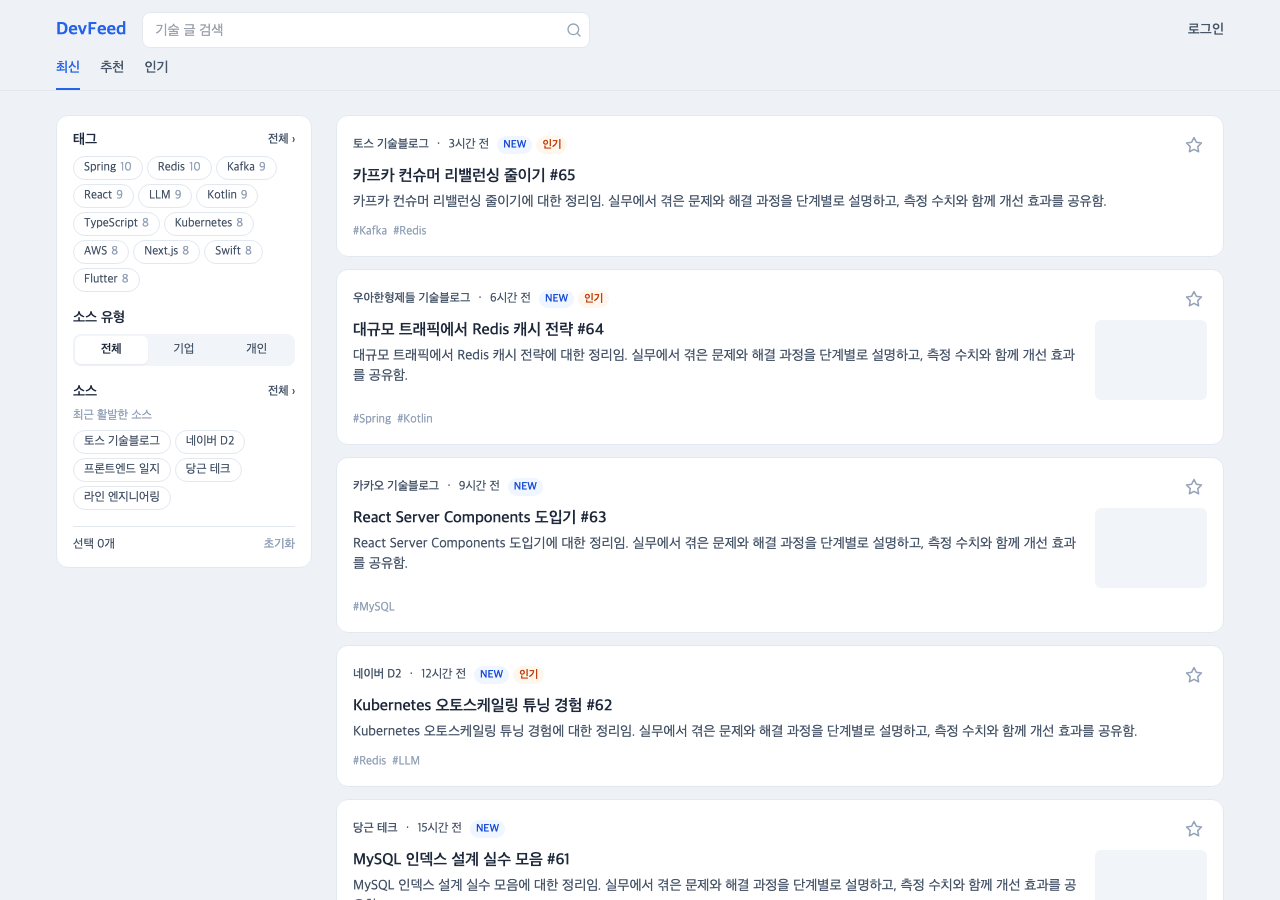 DevFeed
기술 글 검색
로그인
최신 추천 인기
태그 전체 ›
Spring 10 Redis 10 Kafka 9
React 9 LLM 9 Kotlin 9
TypeScript 8 Kubernetes 8
AWS 8 Next.js 8 Swift 8
Flutter 8
소스 유형
전체 기업 개인
소스 전체 ›
최근 활발한 소스
토스 기술블로그 네이버 D2
프론트엔드 일지 당근 테크
라인 엔지니어링
선택 0개 초기화
토스 기술블로그 · 3시간 전 NEW 인기
카프카 컨슈머 리밸런싱 줄이기 #65
카프카 컨슈머 리밸런싱 줄이기에 대한 정리임. 실무에서 겪은 문제와 해결 과정을 단계별로 설명하고, 측정 수치와 함께 개선 효과를 공유함.
#Kafka #Redis
우아한형제들 기술블로그 · 6시간 전 NEW 인기
대규모 트래픽에서 Redis 캐시 전략 #64
대규모 트래픽에서 Redis 캐시 전략에 대한 정리임. 실무에서 겪은 문제와 해결 과정을 단계별로 설명하고, 측정 수치와 함께 개선 효과
를 공유함.
#Spring #Kotlin
카카오 기술블로그 · 9시간 전 NEW
React Server Components 도입기 #63
React Server Components 도입기에 대한 정리임. 실무에서 겪은 문제와 해결 과정을 단계별로 설명하고, 측정 수치와 함께 개선 효과
를 공유함.
#MySQL
네이버 D2 · 12시간 전 NEW 인기
Kubernetes 오토스케일링 튜닝 경험 #62
Kubernetes 오토스케일링 튜닝 경험에 대한 정리임. 실무에서 겪은 문제와 해결 과정을 단계별로 설명하고, 측정 수치와 함께 개선 효과를 공유함.
#Redis #LLM
당근 테크 · 15시간 전 NEW
MySQL 인덱스 설계 실수 모음 #61
MySQL 인덱스 설계 실수 모음에 대한 정리임. 실무에서 겪은 문제와 해결 과정을 단계별로 설명하고, 측정 수치와 함께 개선 효과를 공